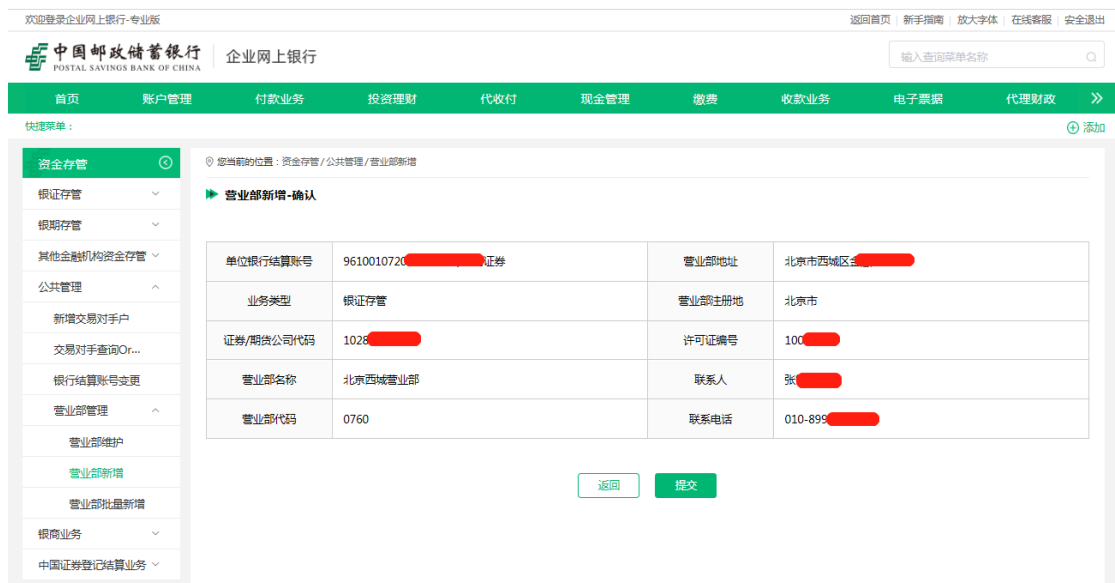 欢迎登录企业网上银行-专业版
返回首页 新手指南 放大字体 在线客服 安全退出
中国邮政储蓄银行 企业网上银行
POSTAL SAVINGS BANK OF CHINA
输入查询菜单名称
首页 账户管理 付款业务 投资理财 代收付 现金管理 缴费 收款业务 电子票据 代理财政
快捷菜单：
添加
资金存管
银证存管
银期存管
其他金融机构资金存管
公共管理
新增交易对手户
交易对手查询Or...
银行结算账号变更
营业部管理
营业部维护
营业部新增
营业部批量新增
银商业务
中国证券登记结算业务
您当前的位置：资金存管/公共管理/营业部新增
营业部新增-确认
单位银行结算账号 9610010720 证券 营业部地址 北京市西城区
业务类型 银证存管 营业部注册地 北京市
证券/期货公司代码 1028 许可证编号 100
营业部名称 北京西城营业部 联系人 张
营业部代码 0760 联系电话 010-899
返回 提交